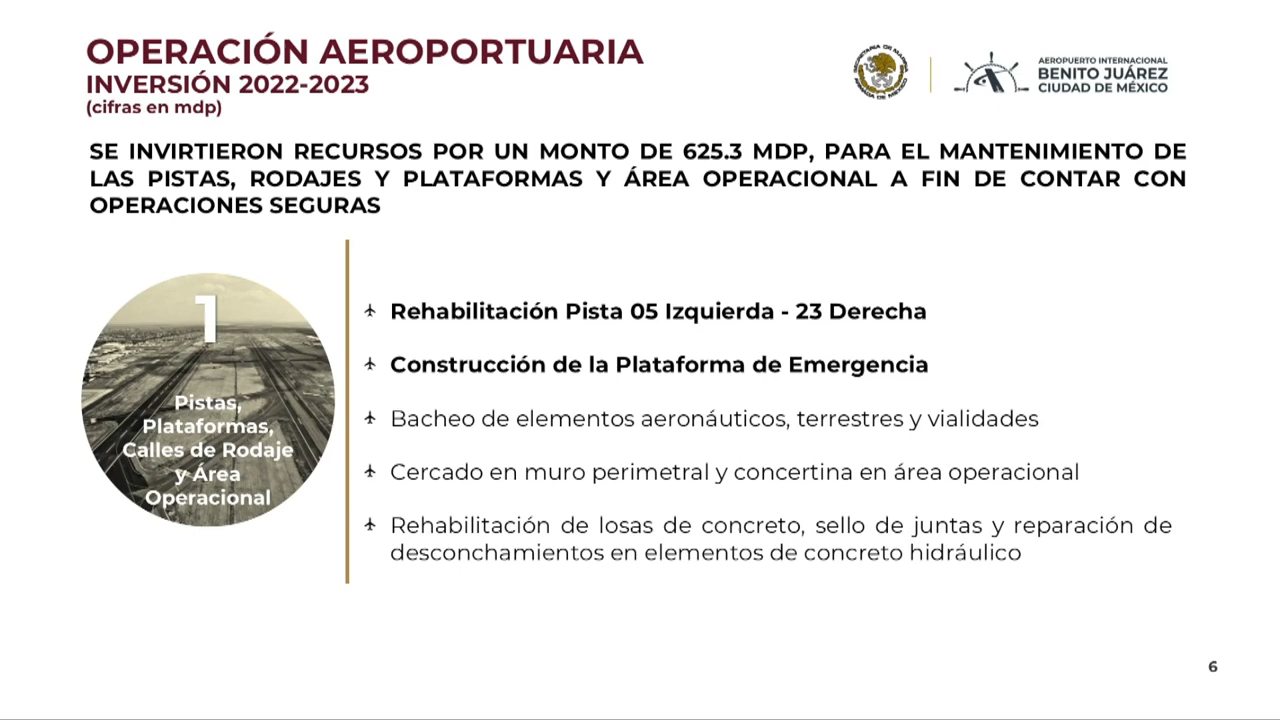 OPERACIÓN AEROPORTUARIA
INVERSIÓN 2022-2023
(cifras en mdp)
AEROPUERTO INTERNACIONAL
BENITO JUÁREZ
CIUDAD DE MÉXICO
SE INVIRTIERON RECURSOS POR UN MONTO DE 625.3 MDP, PARA EL MANTENIMIENTO DE
LAS PISTAS, RODAJES Y PLATAFORMAS Y ÁREA OPERACIONAL A FIN DE CONTAR CON
OPERACIONES SEGURAS
1
Pistas,
Plataformas,
Calles de Rodaje
y Área
Operacional
Rehabilitación Pista 05 Izquierda - 23 Derecha
Construcción de la Plataforma de Emergencia
Bacheo de elementos aeronáuticos, terrestres y vialidades
Cercado en muro perimetral y concertina en área operacional
Rehabilitación de losas de concreto, sello de juntas y reparación de
desconchamientos en elementos de concreto hidráulico
6